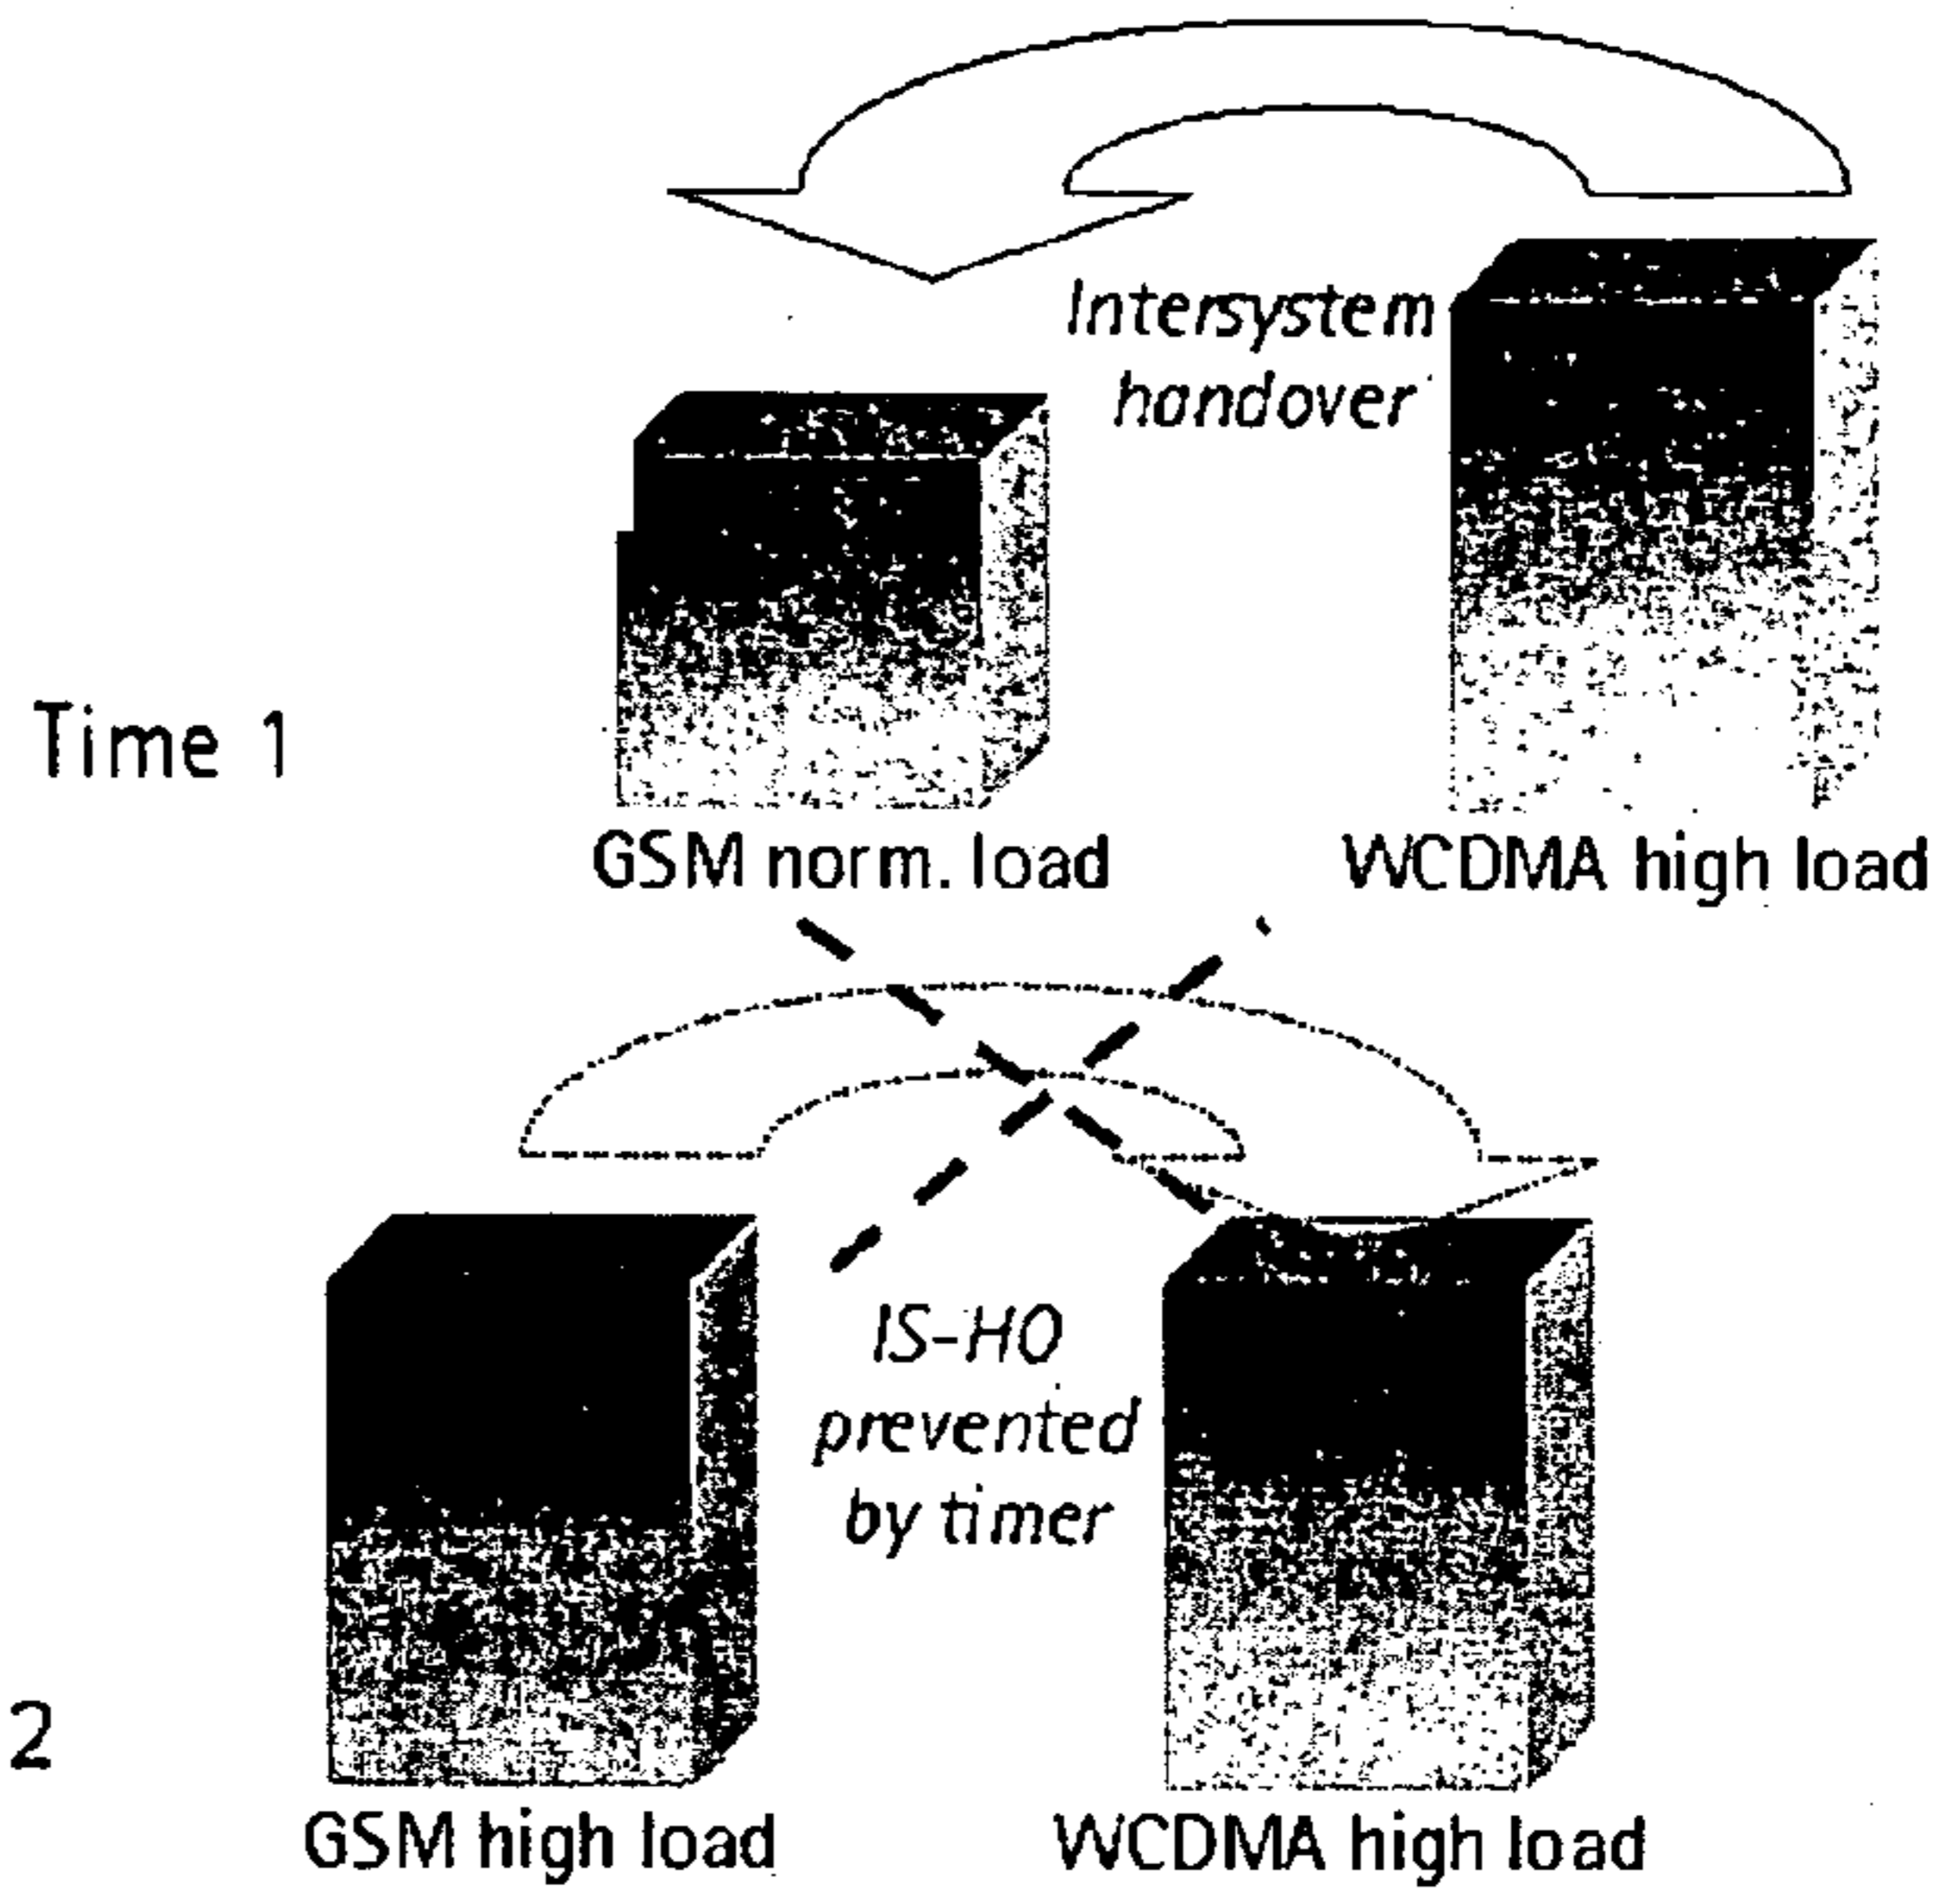 Intersystem
handover
Time 1
GSM norm. load
WCDMA high load
IS-HO
prevented
by timer
2
GSM high load
WCDMA high load